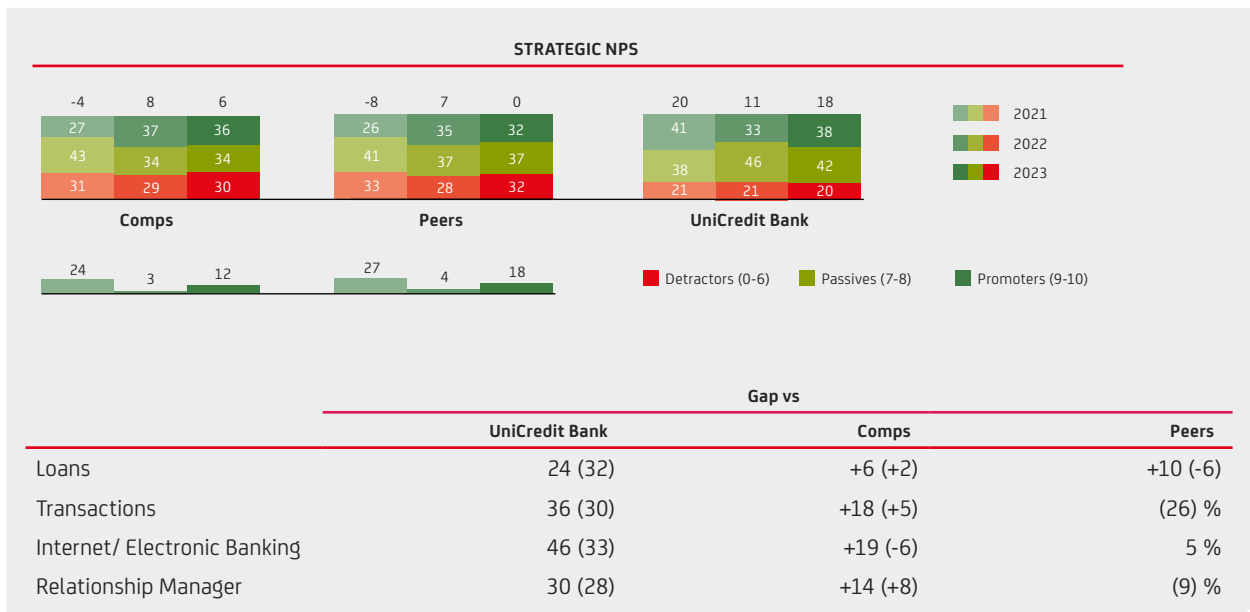 STRATEGIC NPS
-4 8 6 -8 7 0 20 11 18
27 37 36 26 35 32 41 33 38 2021
43 34 34 41 37 37 38 46 42 2022
31 29 30 33 28 32 21 21 20 2023
Comps Peers UniCredit Bank
24 3 12 27 4 18
Detractors (0-6) Passives (7-8) Promoters (9-10)
Gap vs
UniCredit Bank Comps Peers
Loans 24 (32) +6 (+2) +10 (-6)
Transactions 36 (30) +18 (+5) (26) %
Internet/ Electronic Banking 46 (33) +19 (-6) 5 %
Relationship Manager 30 (28) +14 (+8) (9) %